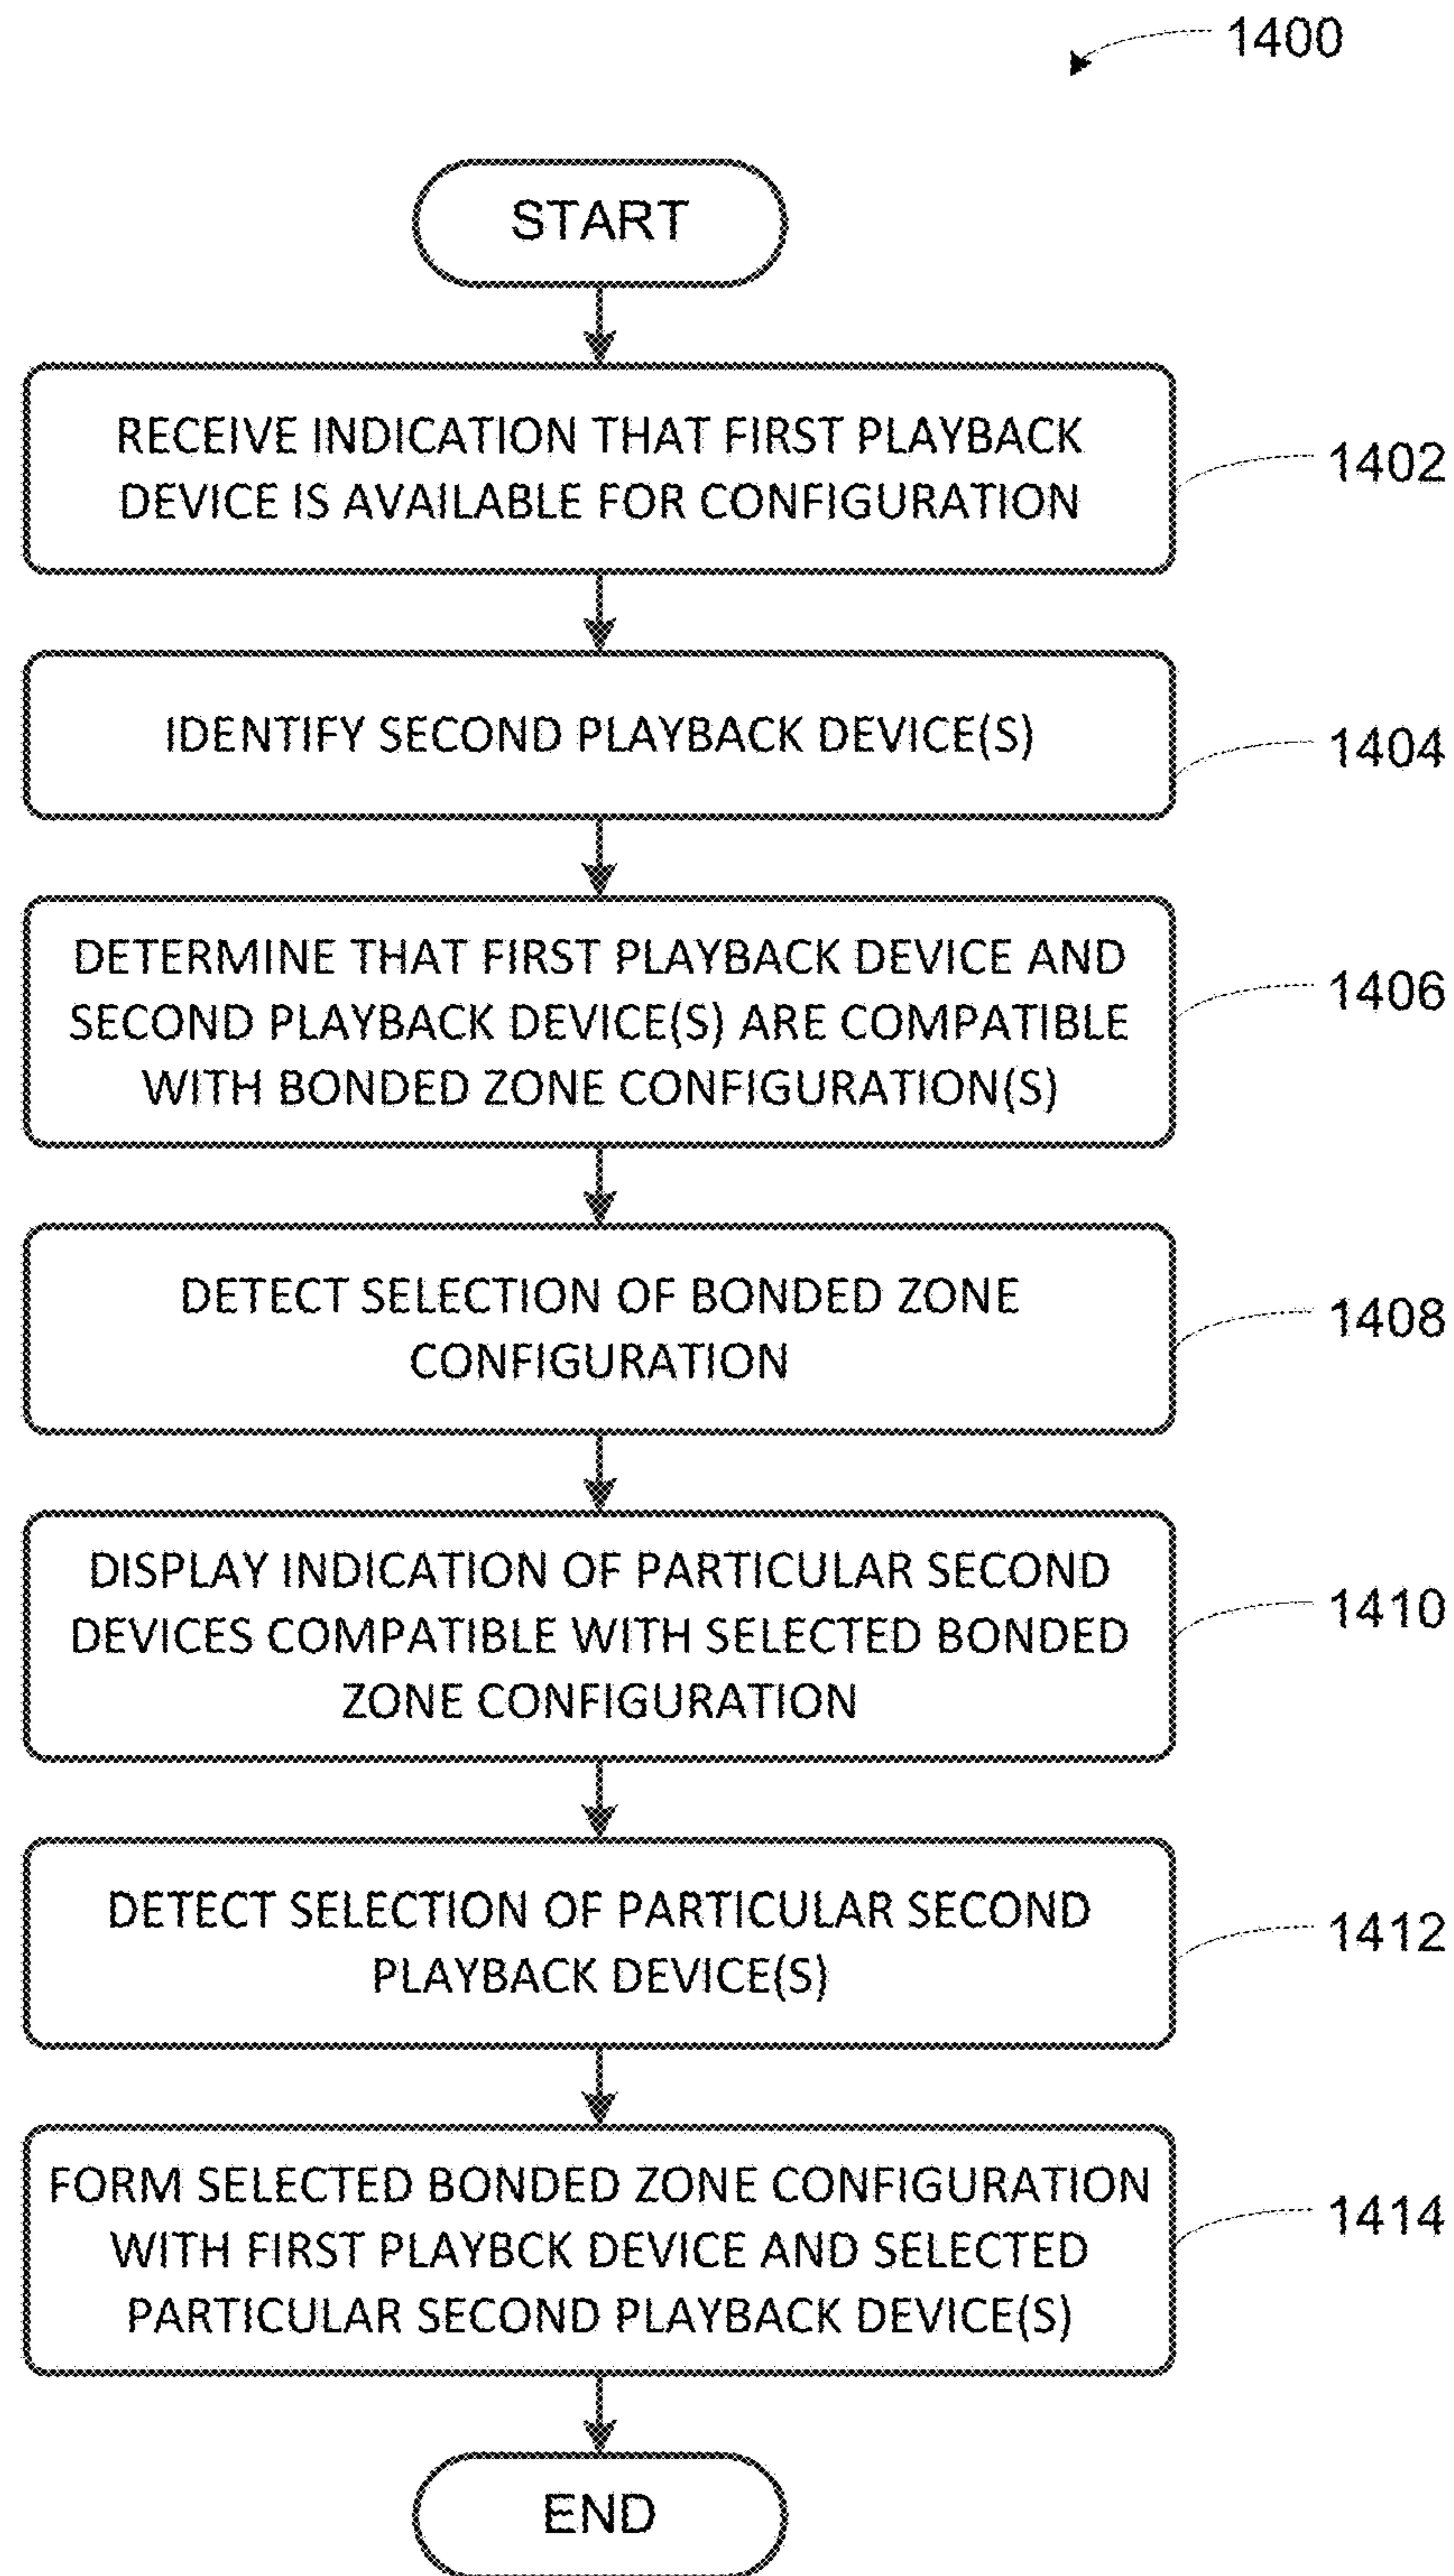 1400
START
RECEIVE INDICATION THAT FIRST PLAYBACK
DEVICE IS AVAILABLE FOR CONFIGURATION
1402
IDENTIFY SECOND PLAYBACK DEVICE(S)
1404
DETERMINE THAT FIRST PLAYBACK DEVICE AND
SECOND PLAYBACK DEVICE(S) ARE COMPATIBLE
WITH BONDED ZONE CONFIGURATION(S)
1406
DETECT SELECTION OF BONDED ZONE
CONFIGURATION
1408
DISPLAY INDICATION OF PARTICULAR SECOND
DEVICES COMPATIBLE WITH SELECTED BONDED
ZONE CONFIGURATION
1410
DETECT SELECTION OF PARTICULAR SECOND
PLAYBACK DEVICE(S)
1412
FORM SELECTED BONDED ZONE CONFIGURATION
WITH FIRST PLAYBCK DEVICE AND SELECTED
PARTICULAR SECOND PLAYBACK DEVICE(S)
1414
END